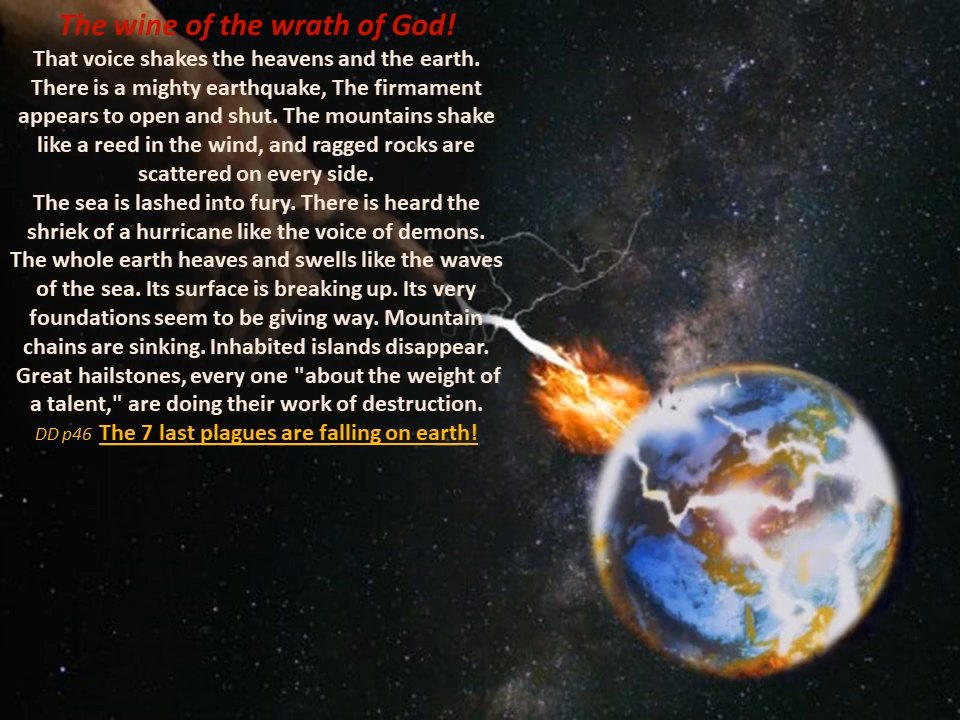 The wine of the wrath of God!
That voice shakes the heavens and the earth.
There is a mighty earthquake, The firmament
appears to open and shut. The mountains shake
like a reed in the wind, and ragged rocks are
scattered on every side.
The sea is lashed into fury. There is heard the
shriek of a hurricane like the voice of demons.
The whole earth heaves and swells like the waves
of the sea. Its surface is breaking up. Its very
foundations seem to be giving way. Mountain
chains are sinking. Inhabited islands disappear.
Great hailstones, every one "about the weight of
a talent," are doing their work of destruction.
DD p46 The 7 last plagues are falling on earth!